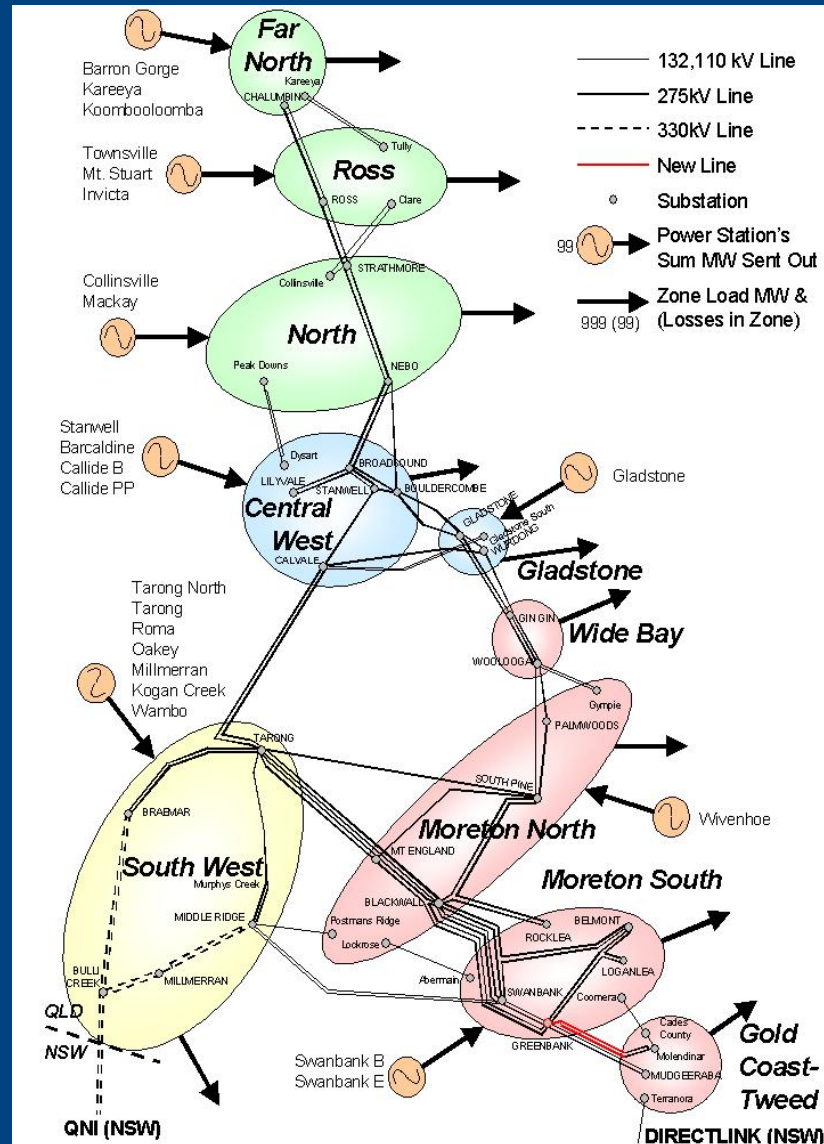 Far
North
Barron Gorge
Kareeya
Koombooloomba
Kareeya
CHALUMBIN
132,110 kV Line
275kV Line
330kV Line
New Line
Substation
99
Power Station's
Sum MW Sent Out
999 (99)
Zone Load MW &
(Losses in Zone)
Tully
Ross
Townsville
Mt. Stuart
Invicta
ROSS
Clare
Collinsville
Mackay
STRATHMORE
Collinsville
North
Peak Downs
NEBO
Stanwell
Barcaldine
Callide B
Callide PP
Dysart
BROADSOUND
LILYVALE
STANWELL
BOULDERCOMBE
Central
West
CALVALE
Gladstone
GLADSTONE
Gladstone South
WURDONG
Gladstone
Tarong North
Tarong
Roma
Oakey
Millmerran
Kogan Creek
Wambo
GIN GIN
Wide Bay
WOOLOOGA
Gympie
PALMWOODS
TARONG
SOUTH PINE
BRAEMAR
Wivenhoe
Moreton North
MT ENGLAND
South West
Murphys Creek
Moreton South
BLACKWALL
MIDDLE RIDGE
Postmans Ridge
Lockrose
ROCKLEA
BELMONT
BULLI
CREEK
MILLMERRAN
Abermain
LOGANLEA
SWANBANK
Coomera
QLD
NSW
GREENBANK
Cades
County
Molendinar
MUDGEERABA
Gold
Coast-
Tweed
Swanbank B
Swanbank E
Terranora
QNI (NSW)
DIRECTLINK (NSW)